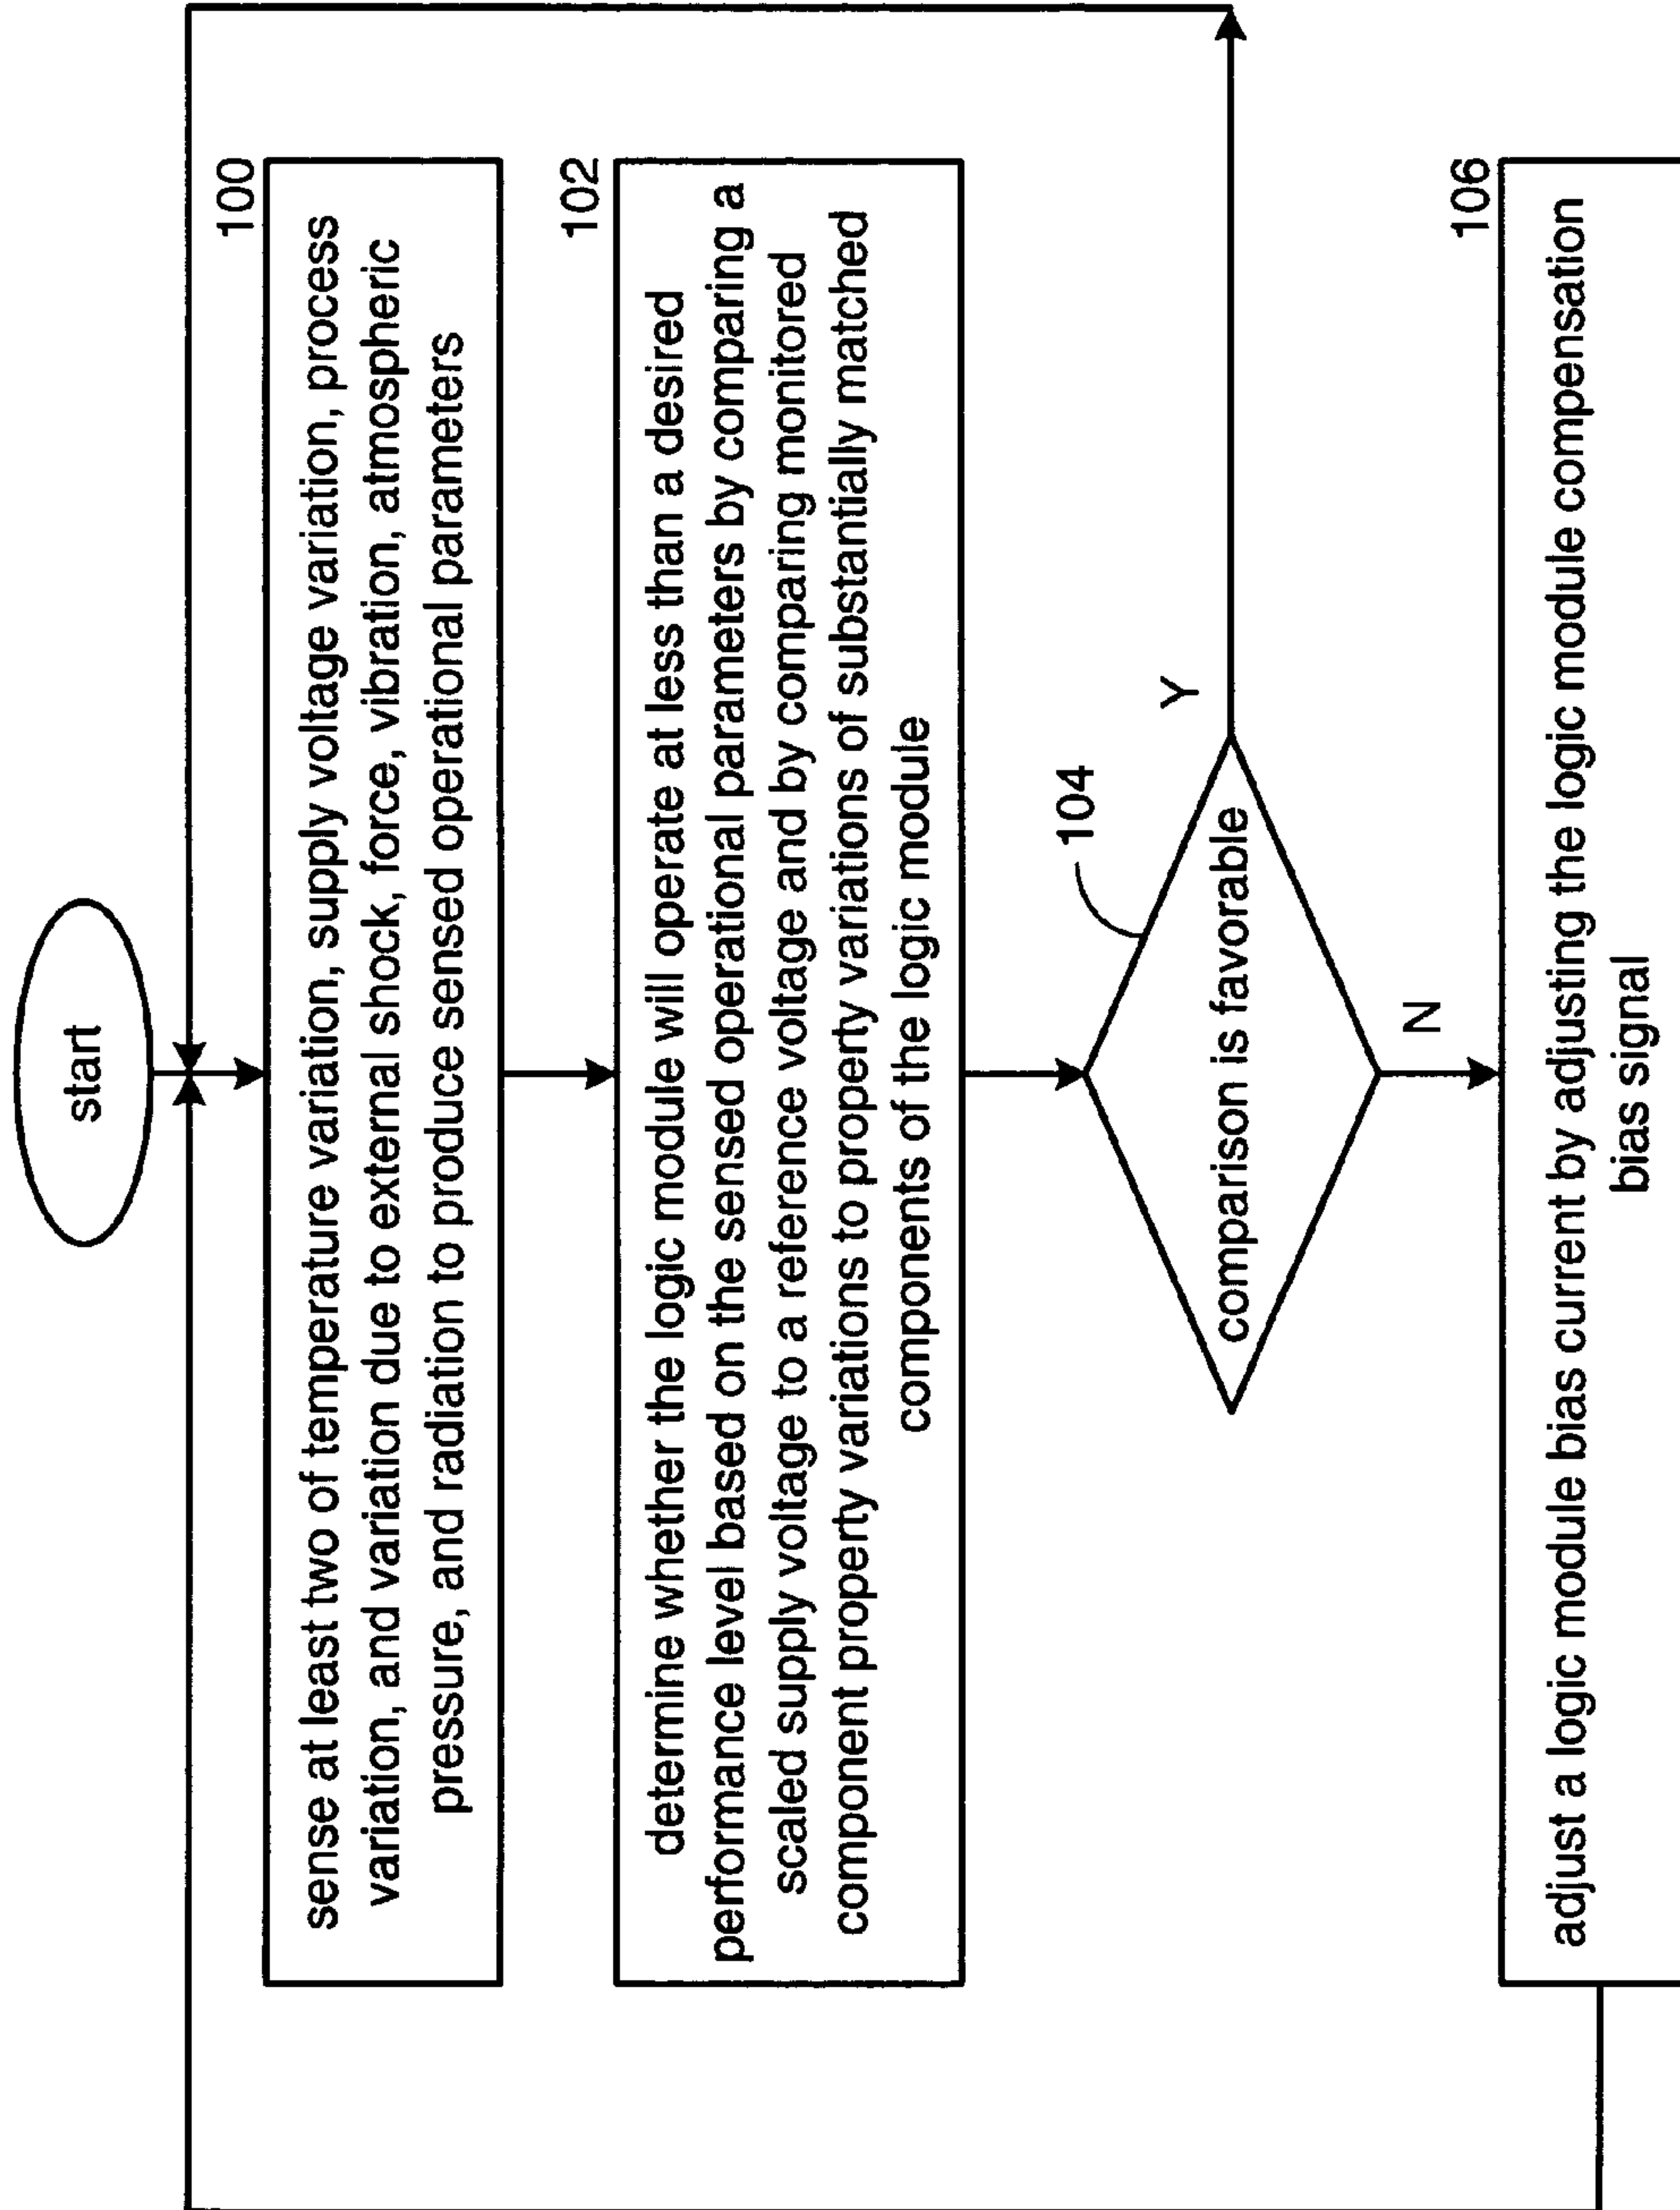 start
100
sense at least two of temperature variation, supply voltage variation, process
variation, and variation due to external shock, force, vibration, atmospheric
pressure, and radiation to produce sensed operational parameters
102
determine whether the logic module will operate at less than a desired
performance level based on the sensed operational parameters by comparing a
scaled supply voltage to a reference voltage and by comparing monitored
component property variations to property variations of substantially matched
components of the logic module
104
comparison is favorable
Y
N
106
adjust a logic module bias current by adjusting the logic module compensation
bias signal